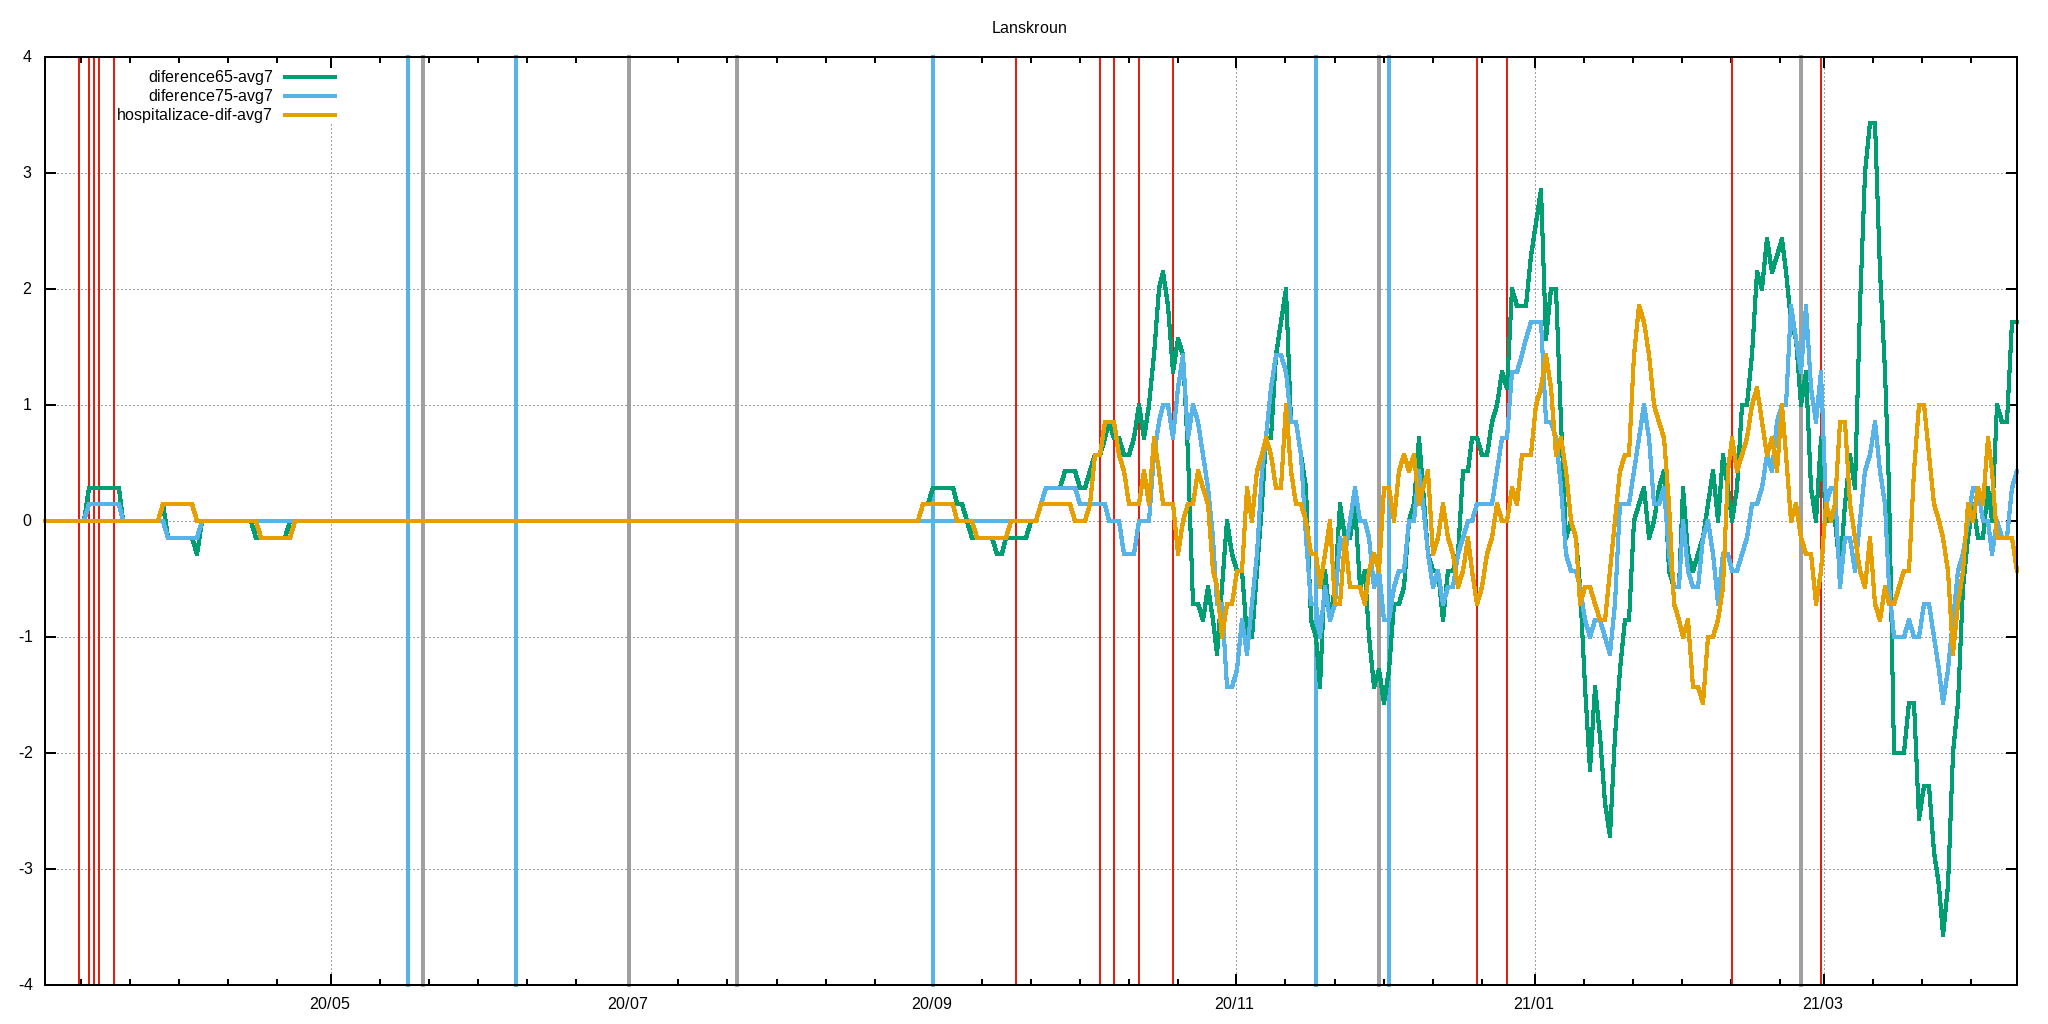 Lanskroun
diference65-avg7
diference75-avg7
hospitalizace-dif-avg7
4
3
2
1
0
-1
-2
-3
-4
20/05 20/07 20/09 20/11 21/01 21/03